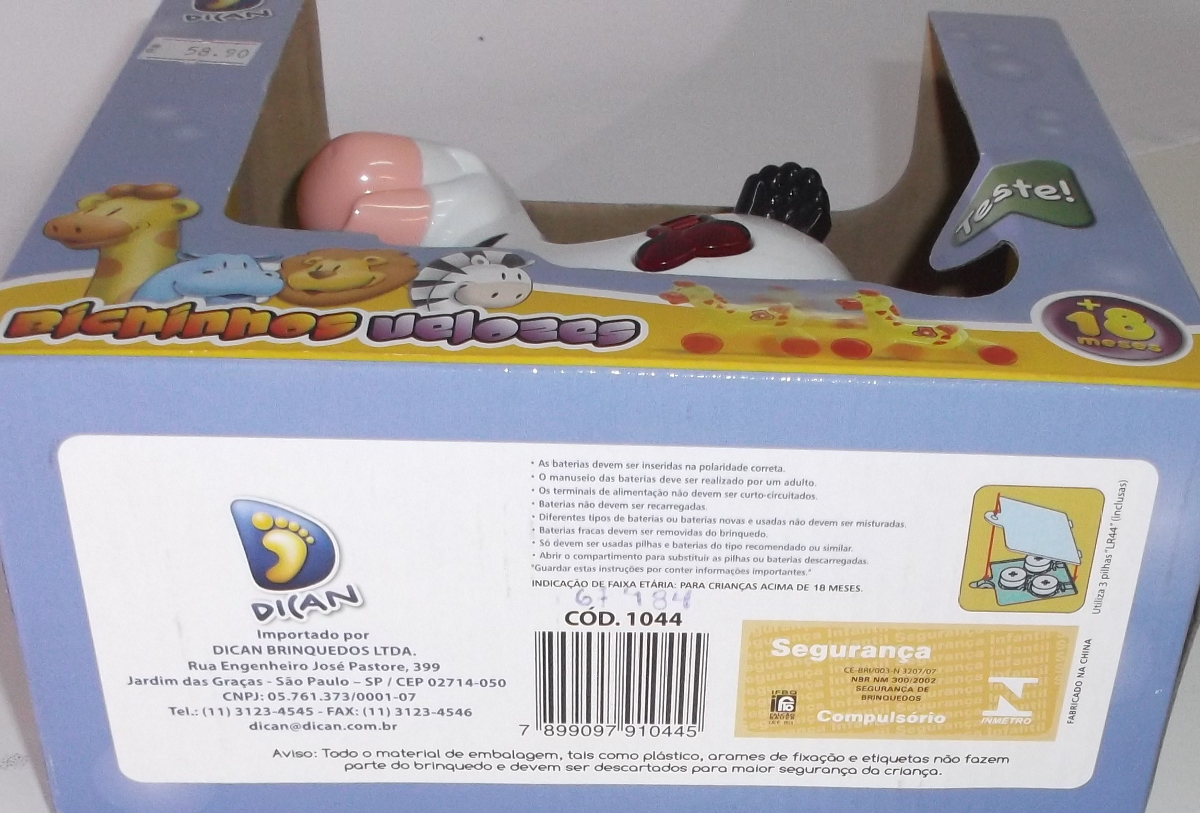 DICAN
58.90
Teste!
Bichinhos Velozes
+18
meses
• As baterias devem ser inseridas na polaridade correta.
• O manuseio das baterias deve ser realizado por um adulto.
• Os terminais de alimentação não devem ser curto-circuitados.
• Baterias não devem ser recarregadas.
• Diferentes tipos de baterias ou baterias novas e usadas não devem ser misturadas.
• Baterias fracas devem ser removidas do brinquedo.
• Só devem ser usadas pilhas e baterias do tipo recomendado ou similar.
• Abrir o compartimento para substituir as pilhas ou baterias descarregadas.
"Guardar estas instruções por conter informações importantes."
INDICAÇÃO DE FAIXA ETÁRIA: PARA CRIANÇAS ACIMA DE 18 MESES.
Utiliza 3 pilhas "LR44" (inclusas)
DICAN
Importado por
DICAN BRINQUEDOS LTDA.
Rua Engenheiro José Pastore, 399
Jardim das Graças - São Paulo – SP / CEP 02714-050
CNPJ: 05.761.373/0001-07
Tel.: (11) 3123-4545 - FAX: (11) 3123-4546
dican@dican.com.br
CÓD. 1044
7 899097 910445
Segurança
CE-BRI/003-N 3207/07
NBR NM 300/2002
SEGURANÇA DE
BRINQUEDOS
IFBQ
Compulsório
INMETRO
FABRICADO NA CHINA
Aviso: Todo o material de embalagem, tais como plástico, arames de fixação e etiquetas não fazem
parte do brinquedo e devem ser descartados para maior segurança da criança.